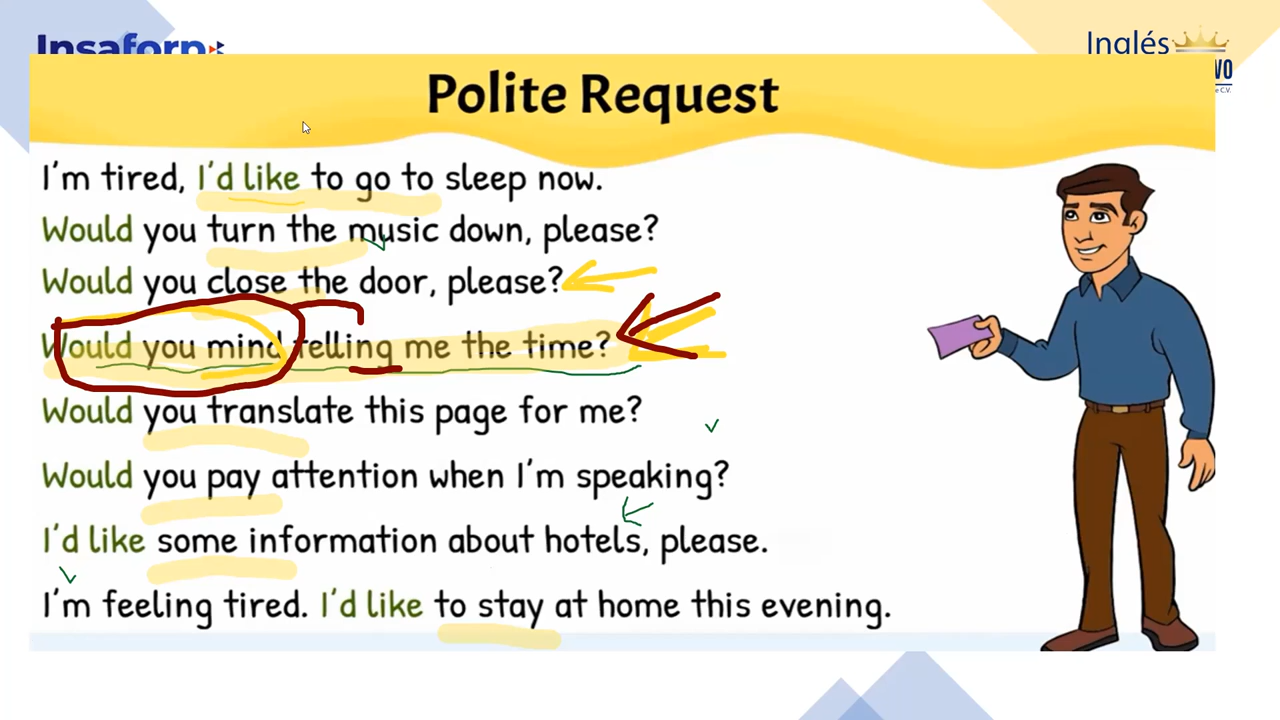 Insaforp
Inglés
VO
e C.V.
Polite Request
I'm tired, I'd like to go to sleep now.
Would you turn the music down, please?
Would you close the door, please?
Would you mind telling me the time?
Would you translate this page for me?
Would you pay attention when I'm speaking?
I'd like some information about hotels, please.
I'm feeling tired. I'd like to stay at home this evening.